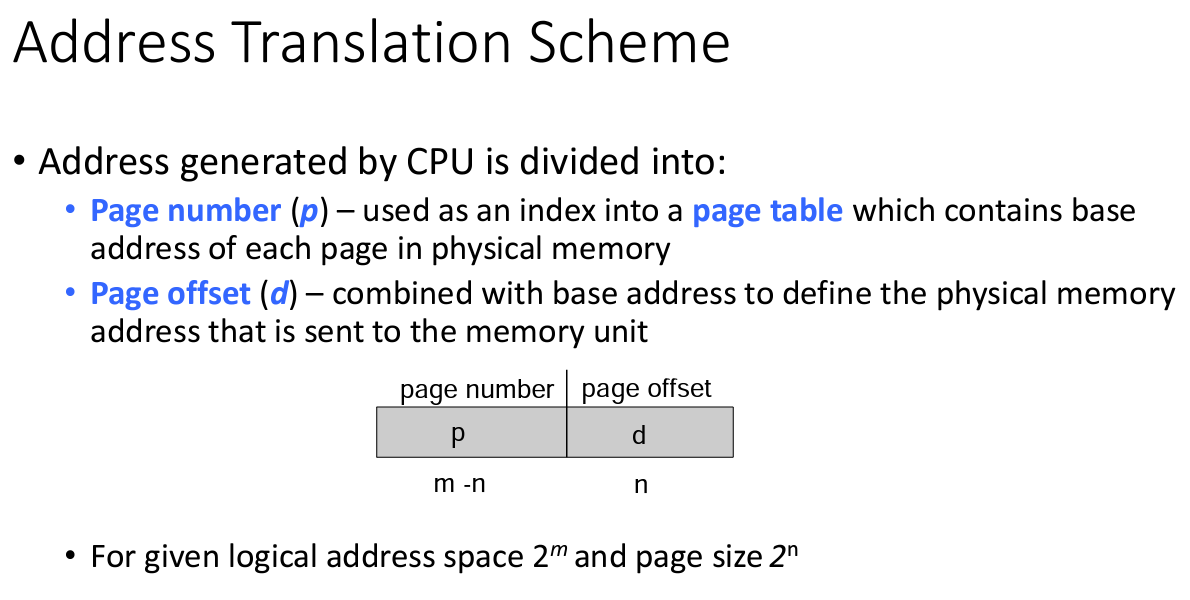 Address Translation Scheme
• Address generated by CPU is divided into:
• Page number (p) – used as an index into a page table which contains base
address of each page in physical memory
• Page offset (d) – combined with base address to define the physical memory
address that is sent to the memory unit
page number page offset
p d
m -n n
• For given logical address space 2^m and page size 2^n